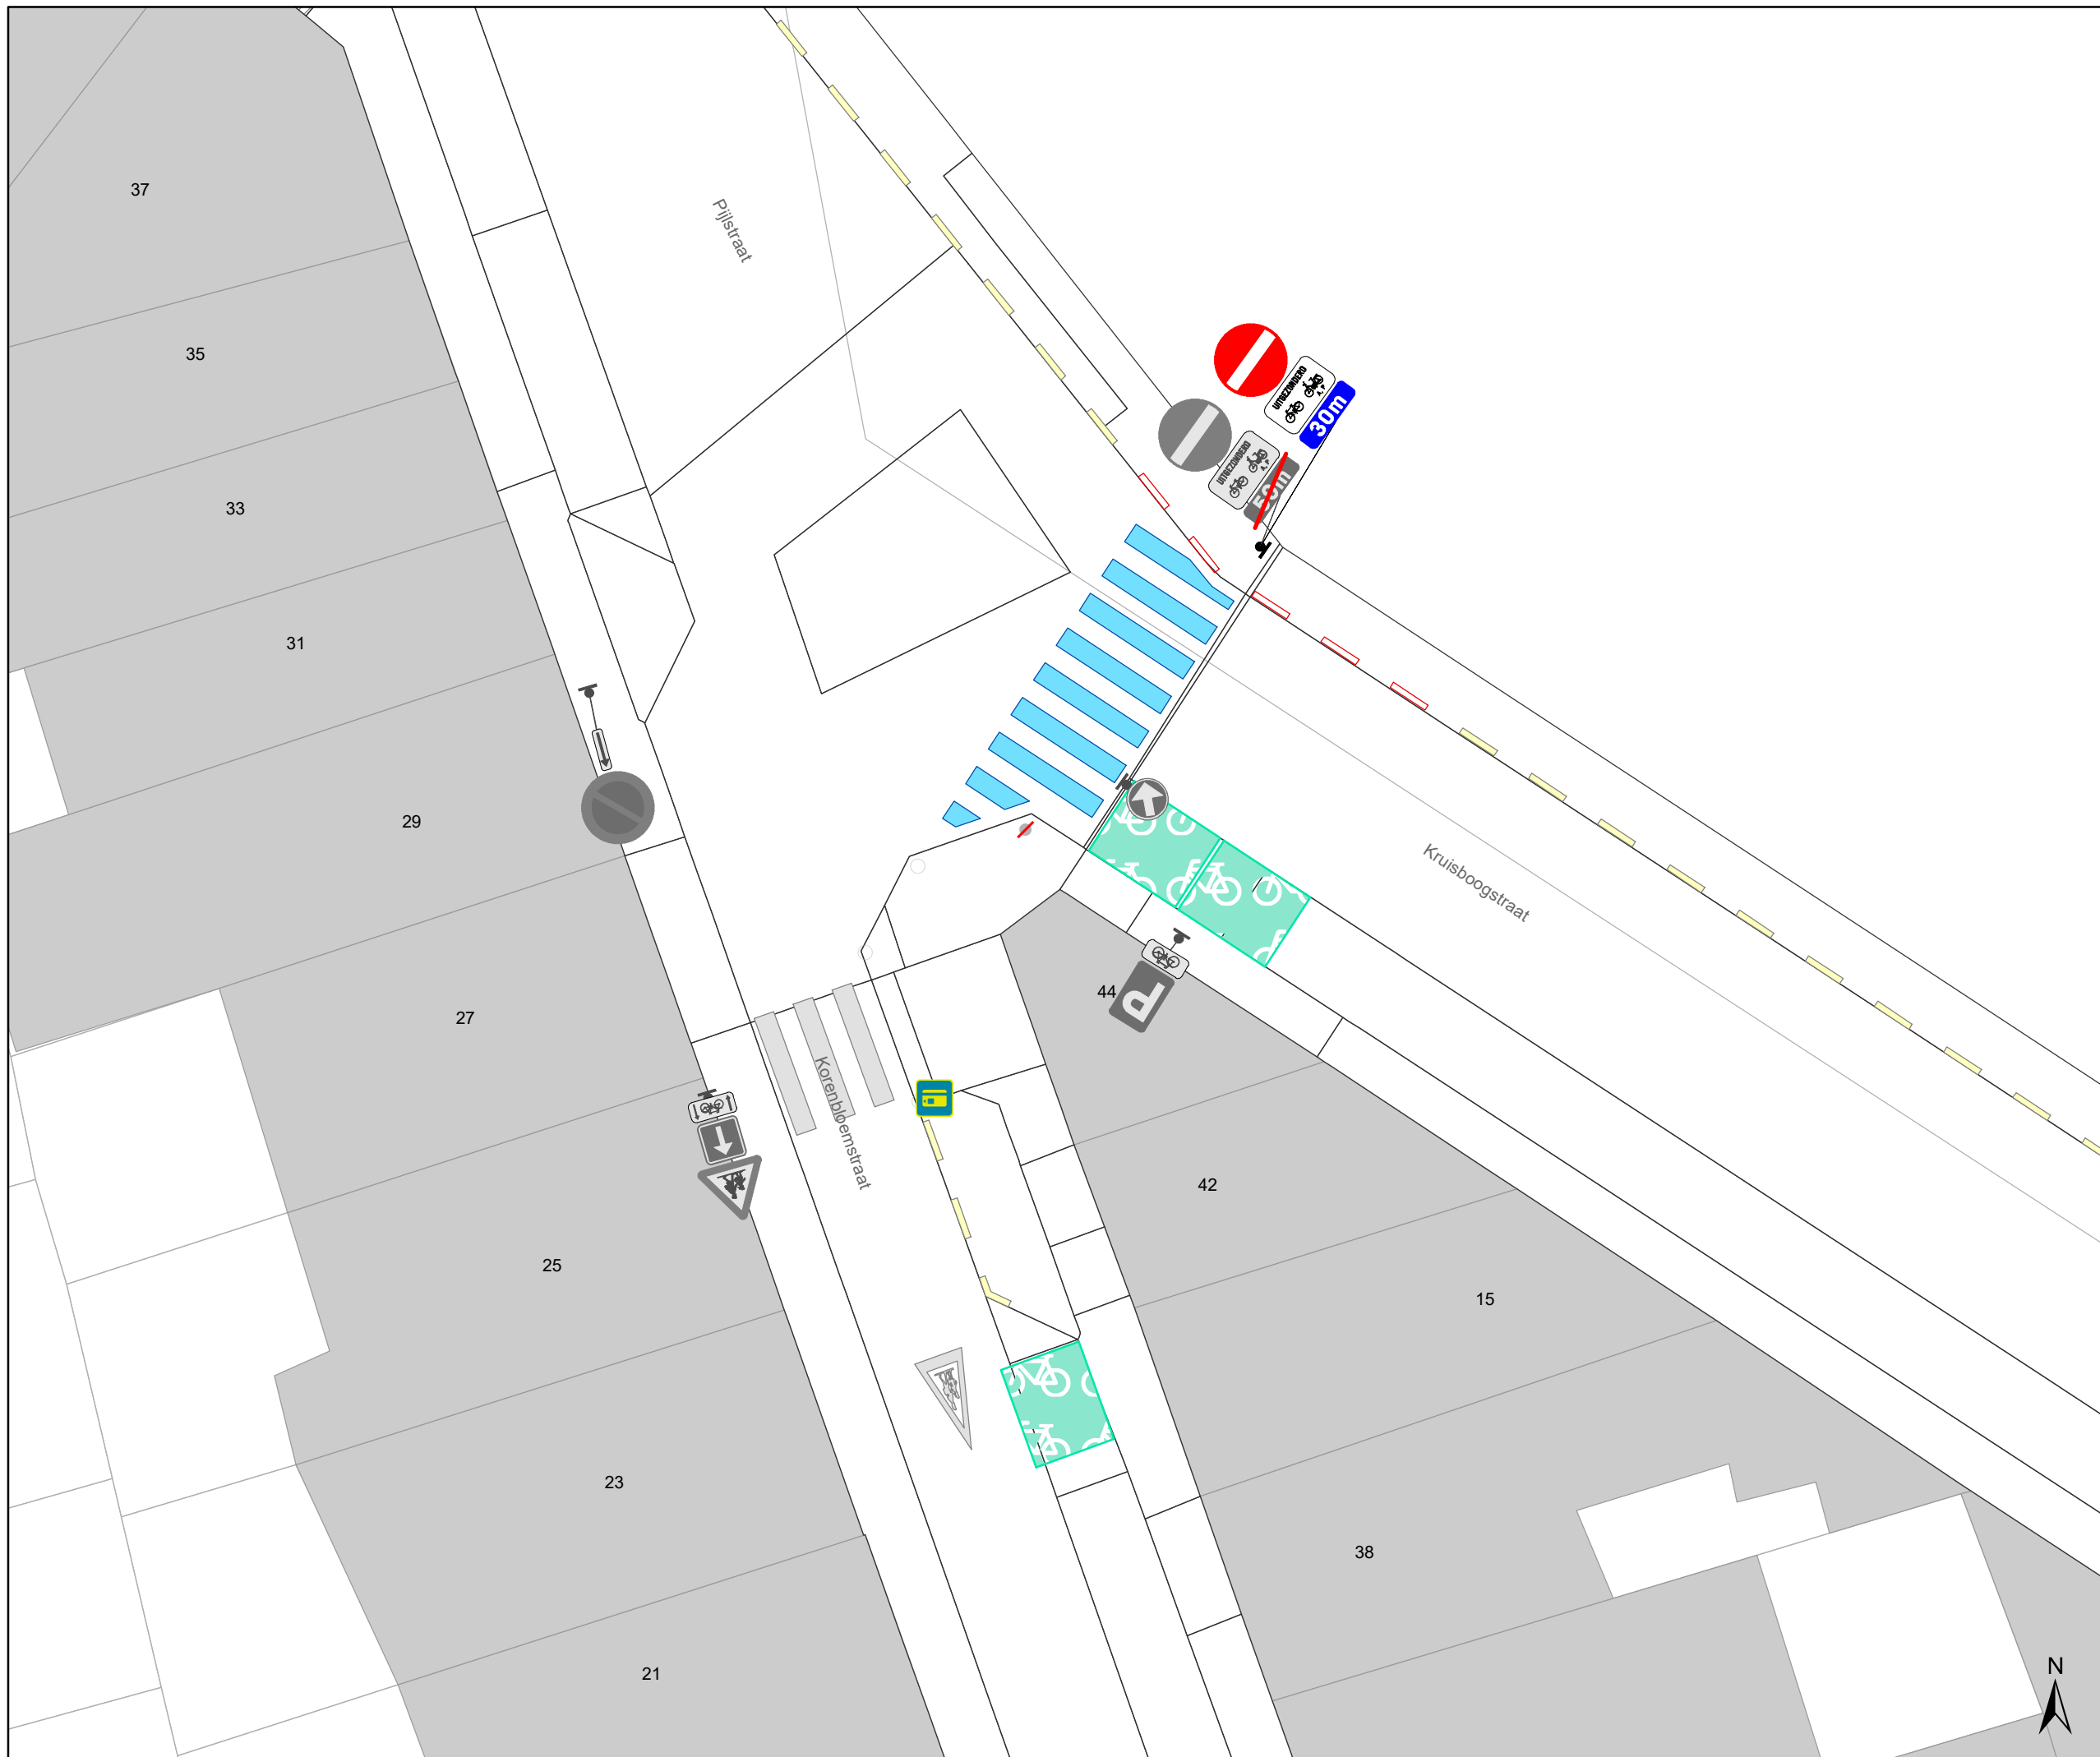 37
Pijlstraat
35
UITGEZONDERD
30m
UITGEZONDERD
33
31
29
Kruisboogstraat
P
44
27
Korenbloemstraat
42
25
15
23
38
21
N